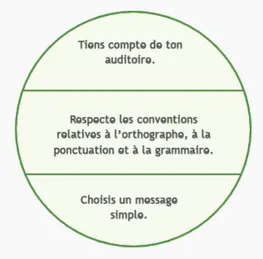 Tiens compte de ton
auditoire.
Respecte les conventions
relatives à l'orthographe, à la
ponctuation et à la grammaire.
Choisis un message
simple.